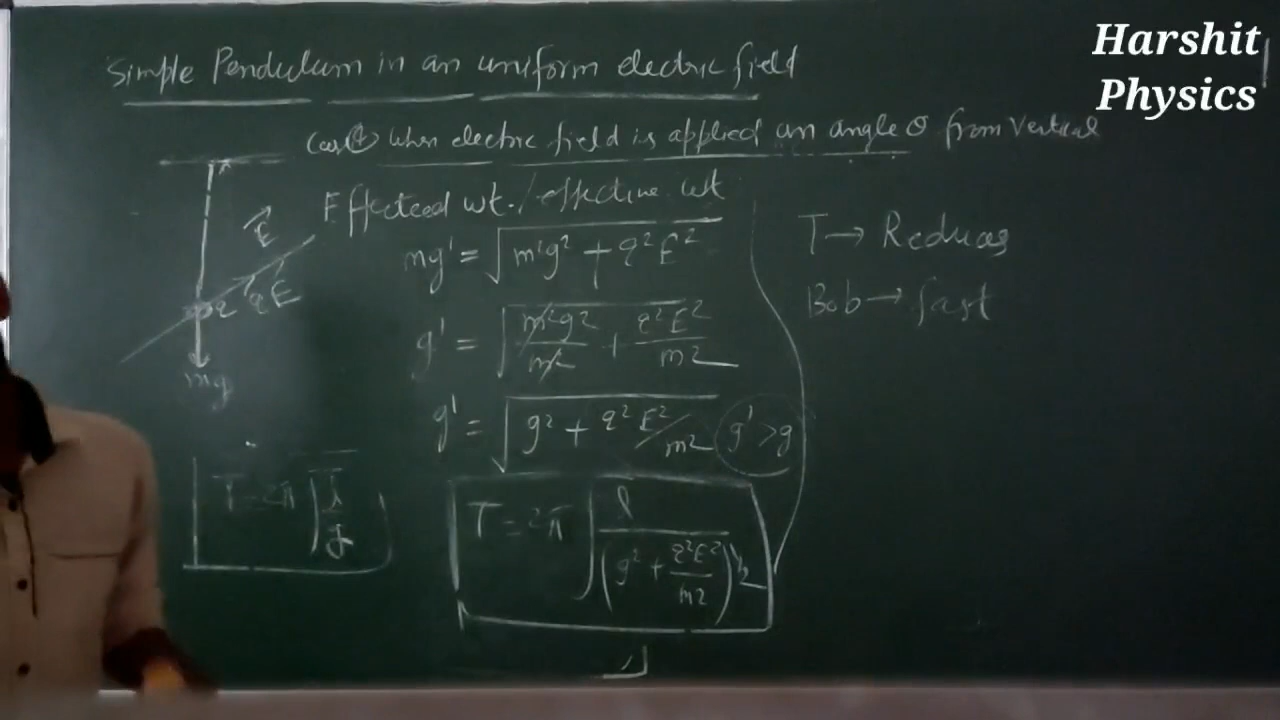 Harshit
Physics
Simple Pendulum in an uniform electric field
Case④ When electric field is applied an angle θ from vertical
Effecteed wt. / effective wt
E⃗
qE⃗
q
mg
mg' = √(m²g² + q²E²)
g' = √(m²g²/m² + q²E²/m²)
g' = √(g² + q²E²/m²)
g' > g
T = 2π √(l/g)
T = 2π √(l/(g² + q²E²/m²)^1/2)
T → Reduces
Bob → fast